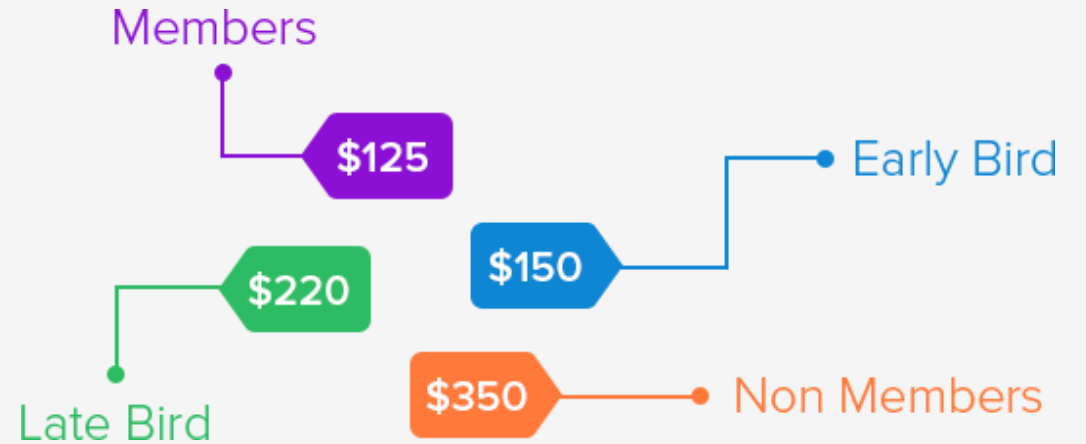 Members
$125
Early Bird
$150
$220
Late Bird
$350
Non Members